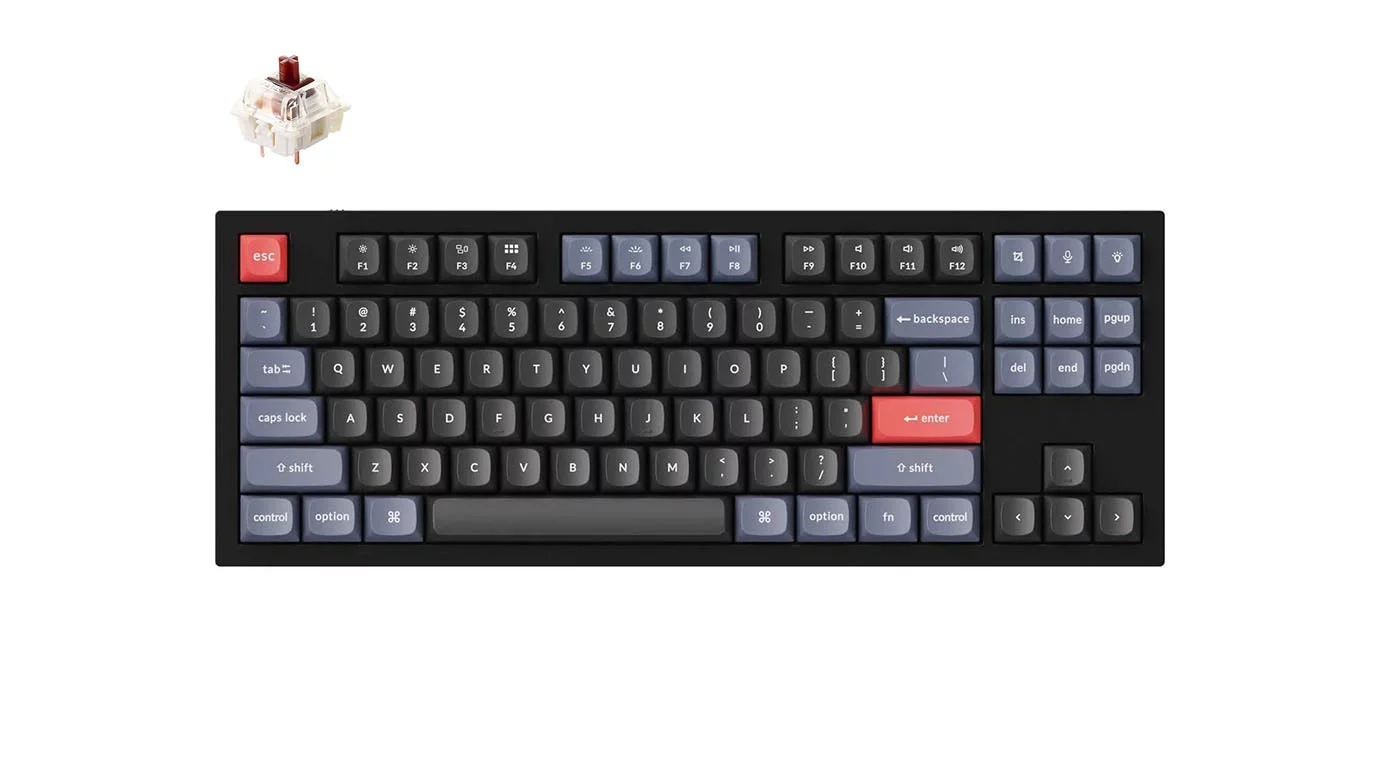 esc F1 F2 F3 F4 F5 F6 F7 F8 F9 F10 F11 F12
~ ! @ # $ % ^ & * ( ) — +
` 1 2 3 4 5 6 7 8 9 0 - = backspace ins home pgup
tab Q W E R T Y U I O P { } |
[ ] \ del end pgdn
caps lock A S D F G H J K L : "
; ' enter
shift Z X C V B N M < > ?
, . / shift ^
control option ⌘ ⌘ option fn control < ⌄ >